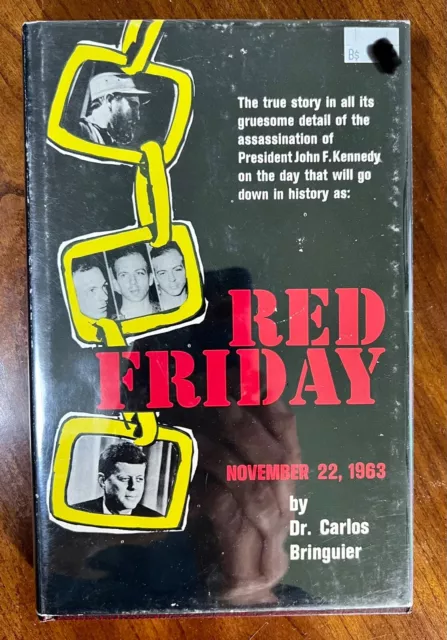 8$
The true story in all its
gruesome detail of the
assassination of
President John F. Kennedy
on the day that will go
down in history as:
RED
FRIDAY
NOVEMBER 22, 1963
by
Dr. Carlos
Bringuier